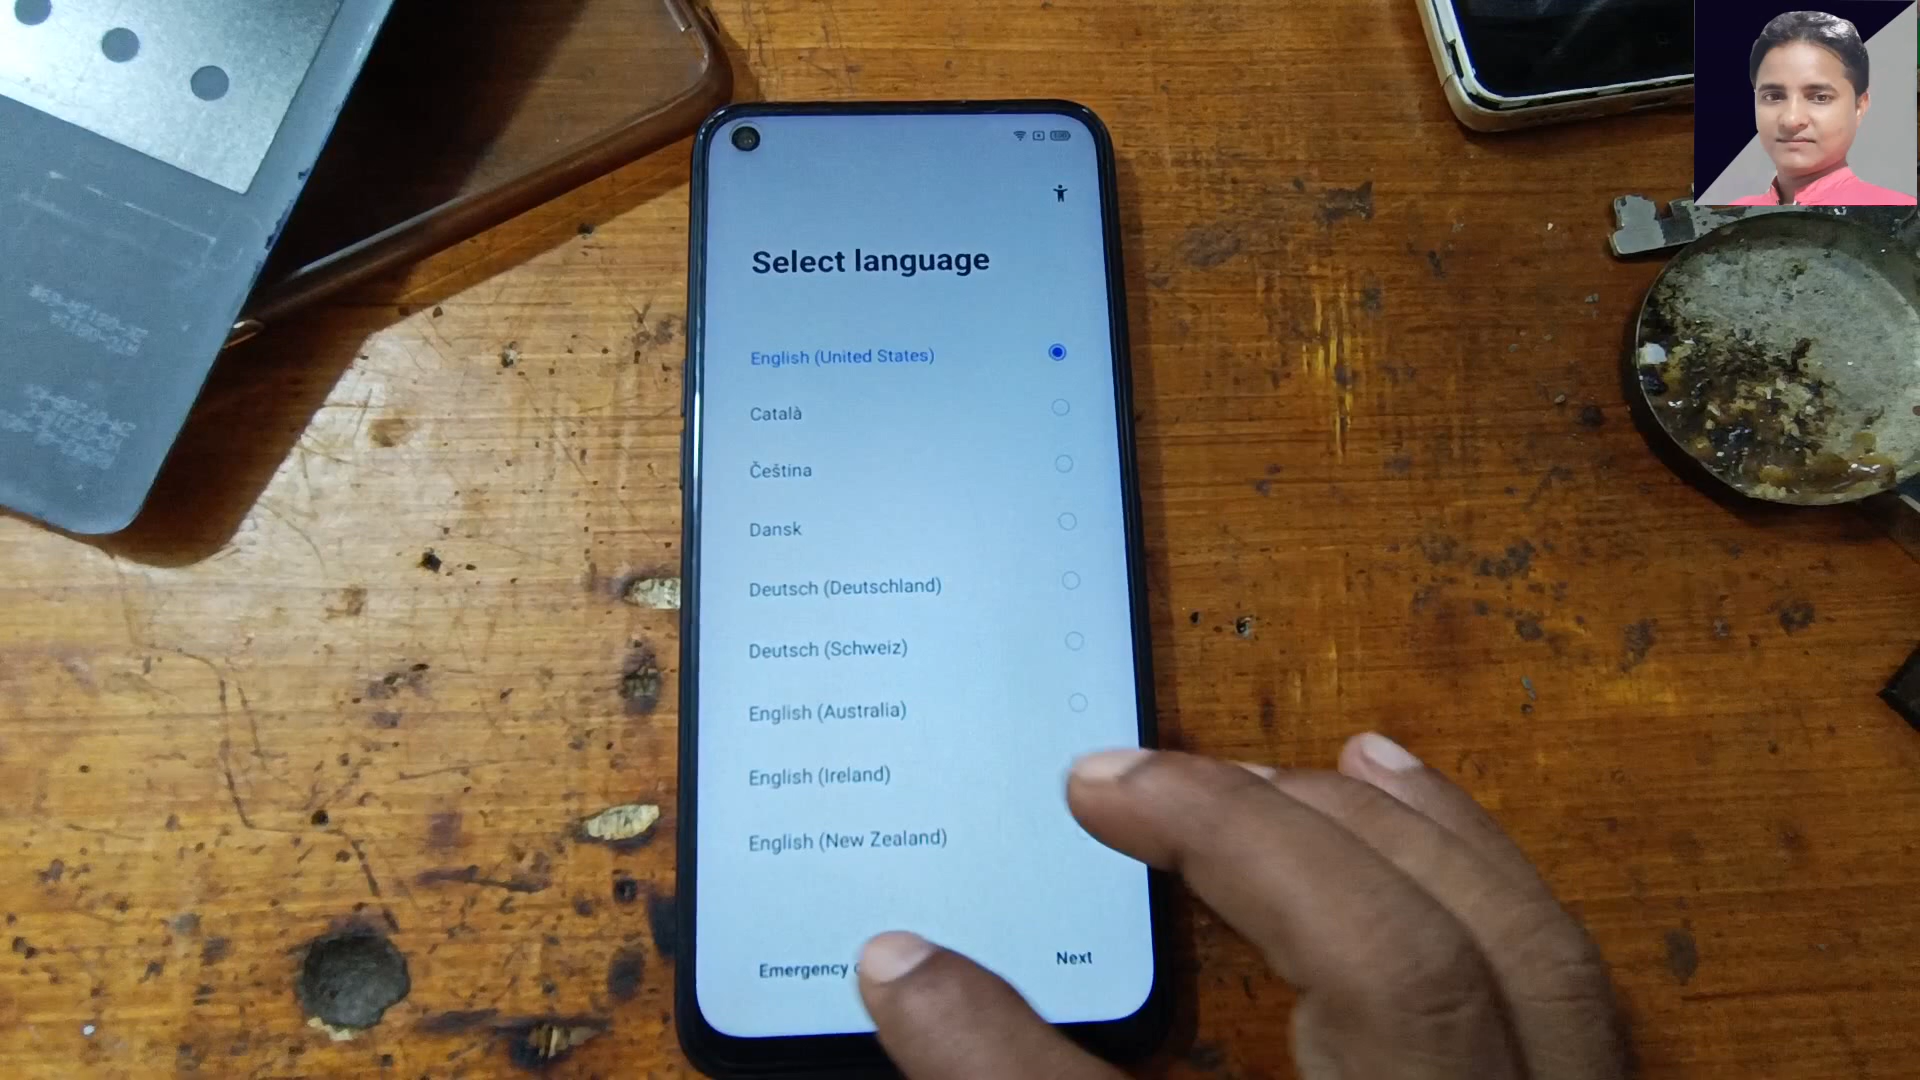 Select language
English (United States)
Català
Čeština
Dansk
Deutsch (Deutschland)
Deutsch (Schweiz)
English (Australia)
English (Ireland)
English (New Zealand)
Emergency
Next